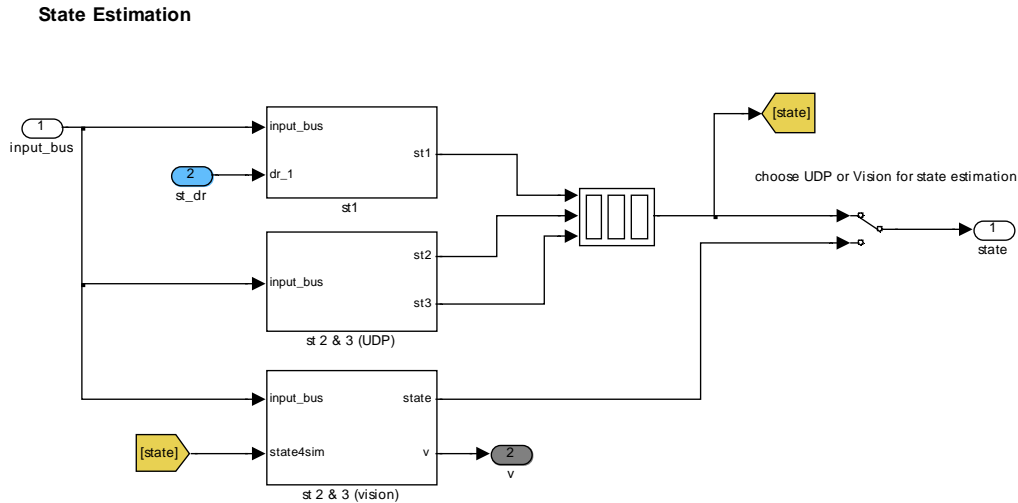 State Estimation
1
input_bus
2
st_dr
input_bus
dr_1
st1
st1
input_bus
st2
st3
st 2 & 3 (UDP)
input_bus
state4sim
state
v
st 2 & 3 (vision)
[state]
2
v
[state]
choose UDP or Vision for state estimation
1
state